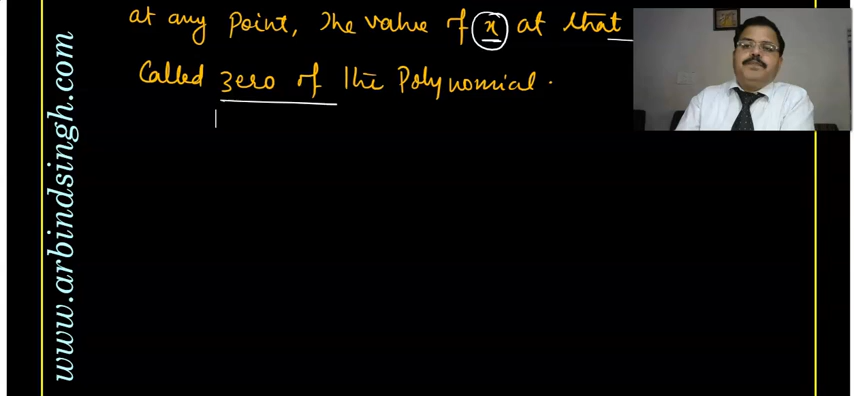 at any point, The value of x at that
Called zero of the Polynomial.
www.arbindsingh.com